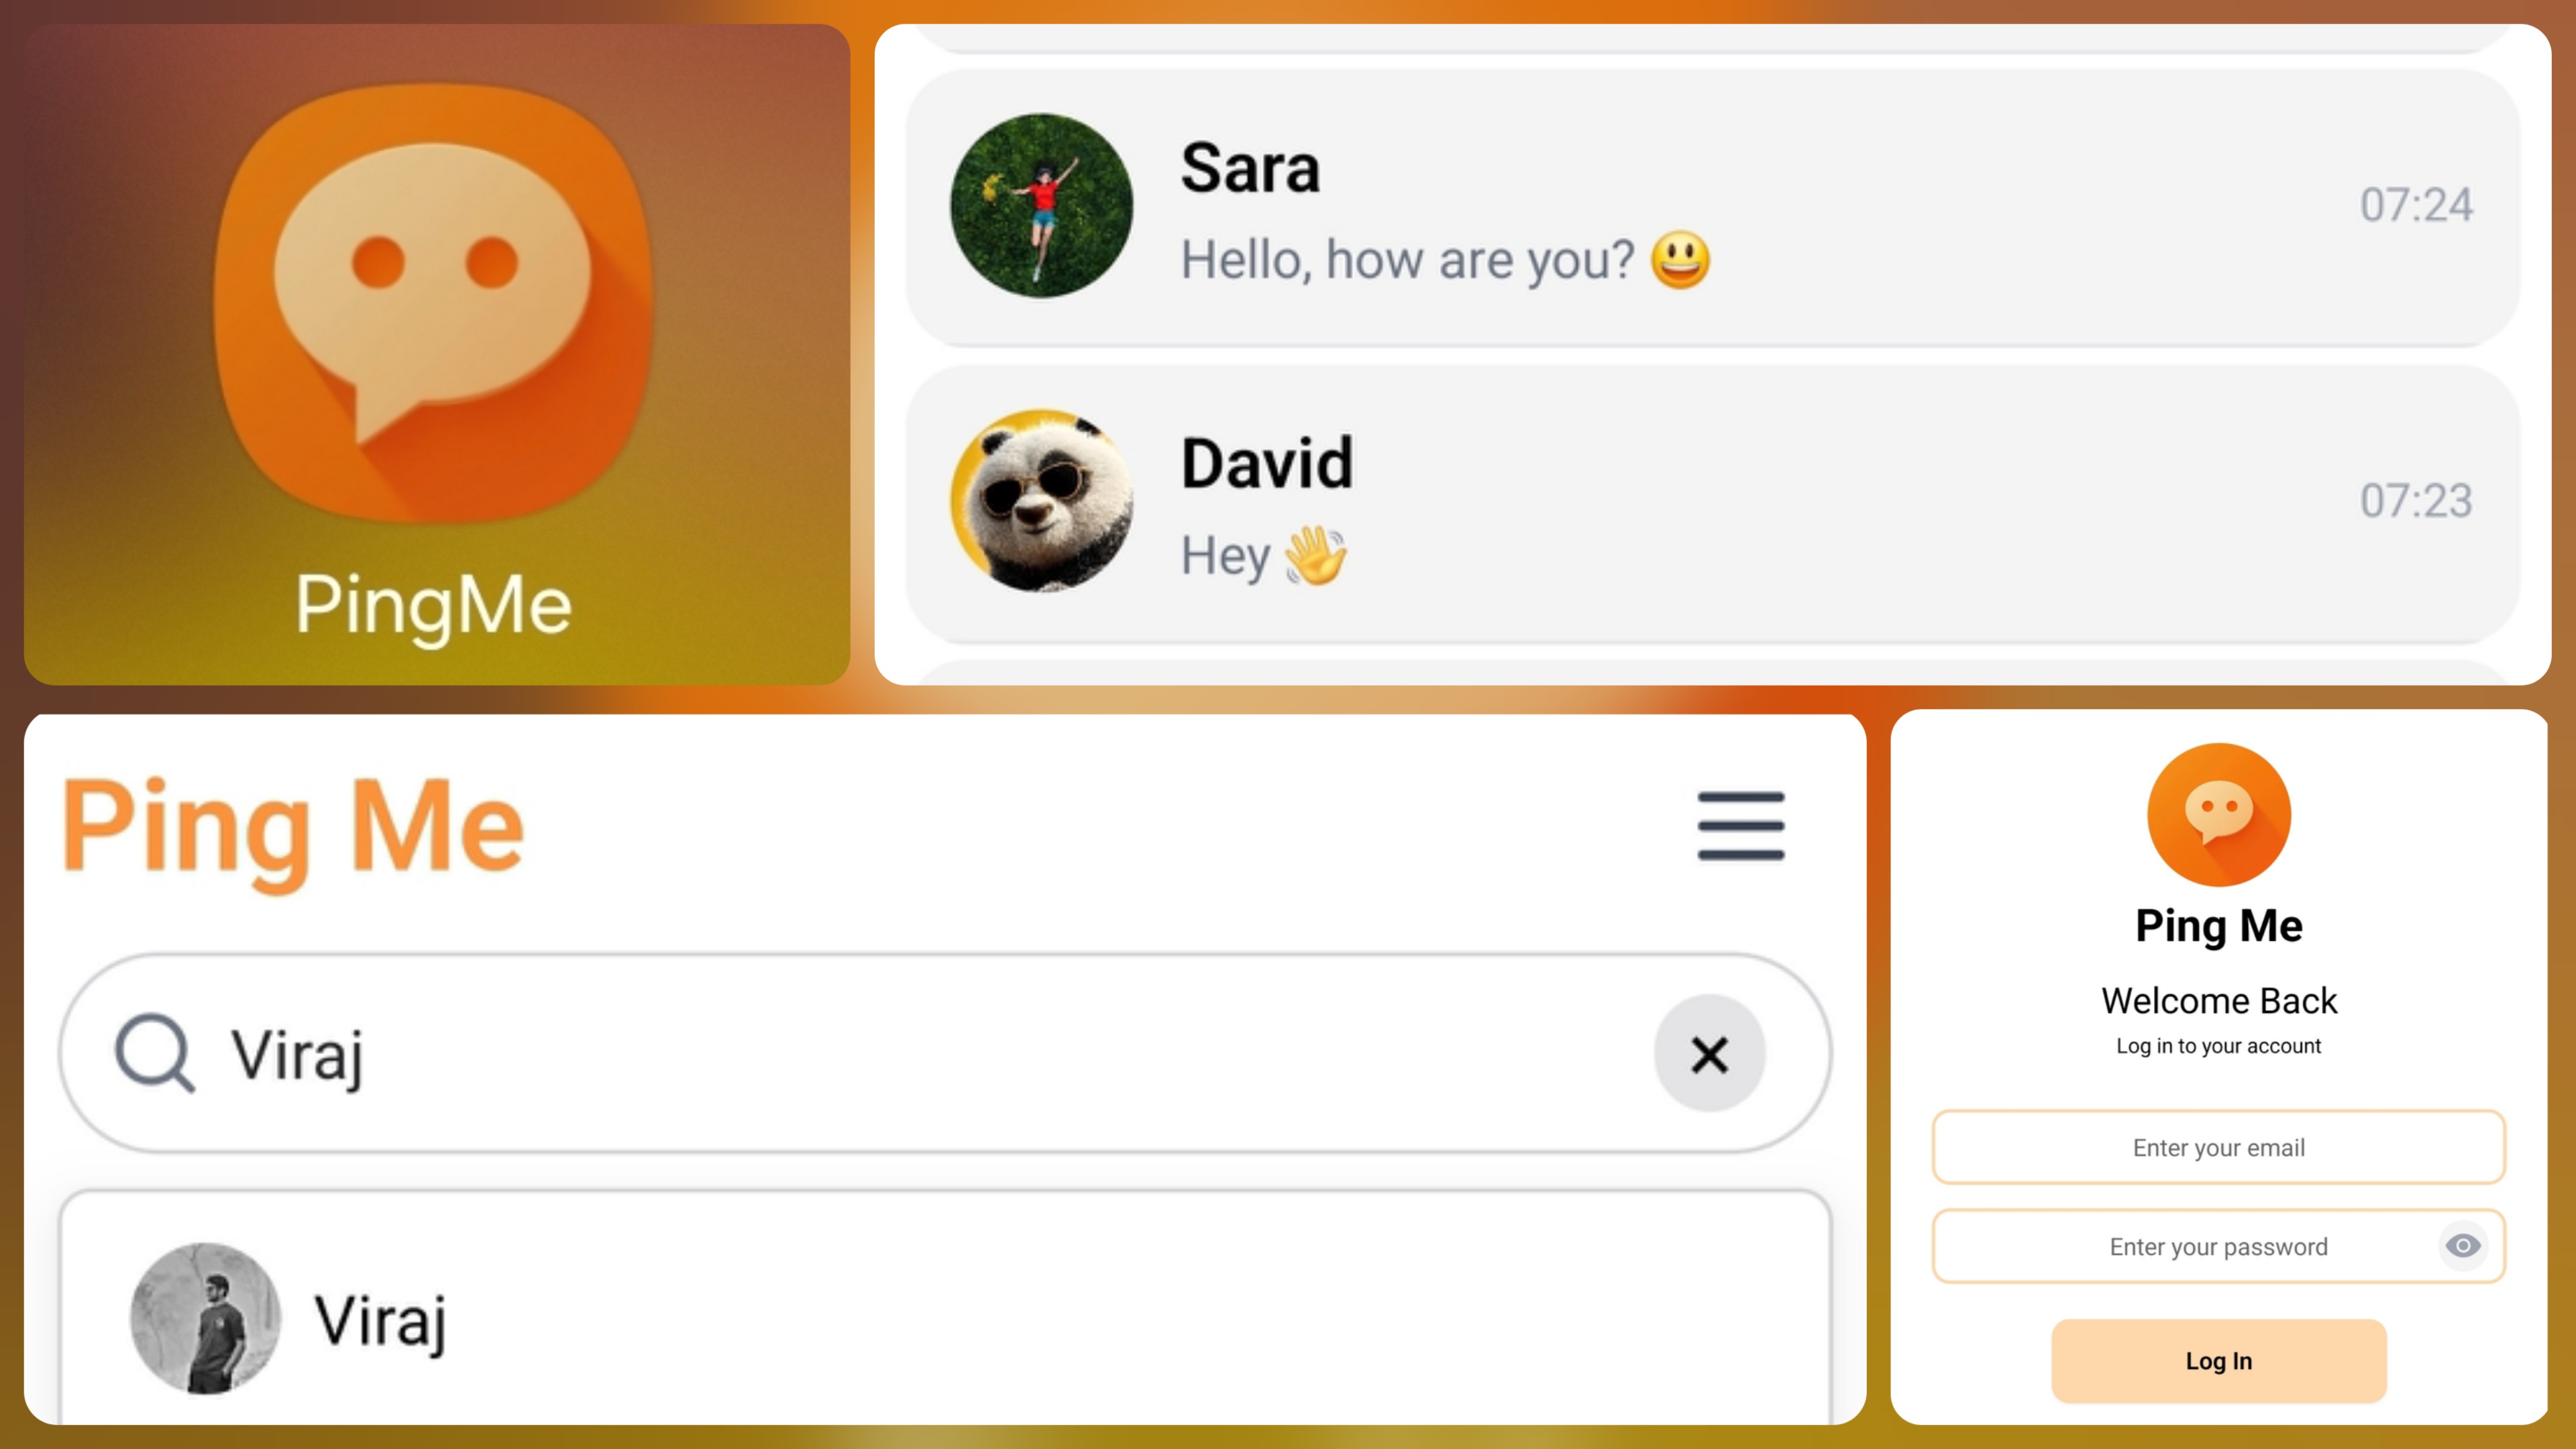 PingMe
Sara
07:24
Hello, how are you? 😃
David
07:23
Hey 👋
Ping Me
Viraj
Viraj
Ping Me
Welcome Back
Log in to your account
Enter your email
Enter your password
Log In